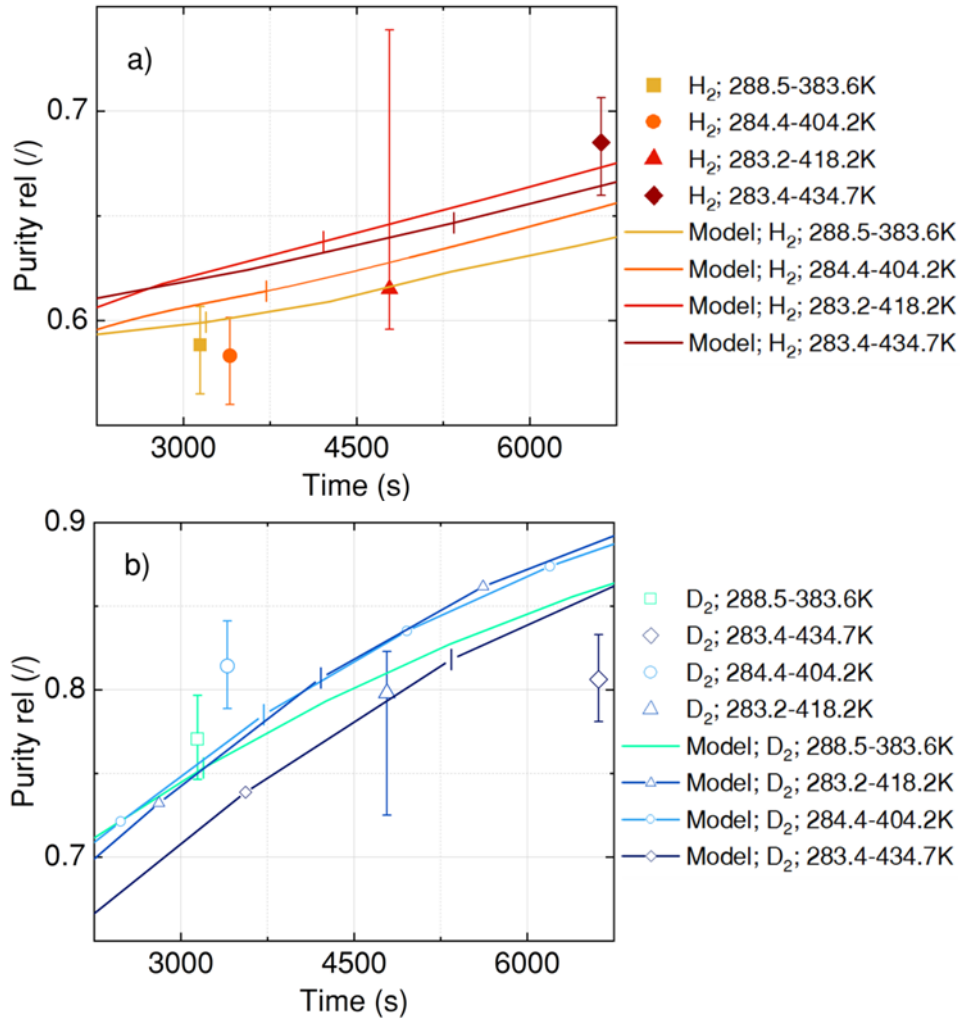 a)
0.7
0.6
Purity rel (/)
3000
4500
6000
Time (s)
H₂; 288.5-383.6K
H₂; 284.4-404.2K
H₂; 283.2-418.2K
H₂; 283.4-434.7K
Model; H₂; 288.5-383.6K
Model; H₂; 284.4-404.2K
Model; H₂; 283.2-418.2K
Model; H₂; 283.4-434.7K
b)
0.9
0.8
0.7
Purity rel (/)
3000
4500
6000
Time (s)
D₂; 288.5-383.6K
D₂; 283.4-434.7K
D₂; 284.4-404.2K
D₂; 283.2-418.2K
Model; D₂; 288.5-383.6K
Model; D₂; 283.2-418.2K
Model; D₂; 284.4-404.2K
Model; D₂; 283.4-434.7K